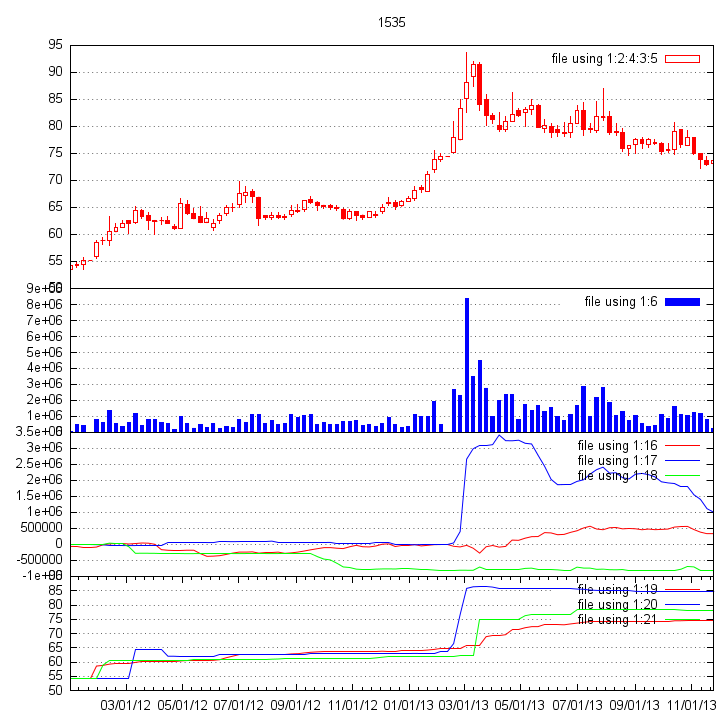 1535
95
file using 1:2:4:3:5
90
85
80
75
70
65
60
55
50
9e+06
file using 1:6
8e+06
7e+06
6e+06
5e+06
4e+06
3e+06
2e+06
1e+06
0
3.5e+06
file using 1:16
3e+06
file using 1:17
2.5e+06
file using 1:18
2e+06
1.5e+06
1e+06
500000
0
-500000
-1e+06
file using 1:19
85
file using 1:20
80
file using 1:21
75
70
65
60
55
50
03/01/12 05/01/12 07/01/12 09/01/12 11/01/12 01/01/13 03/01/13 05/01/13 07/01/13 09/01/13 11/01/13